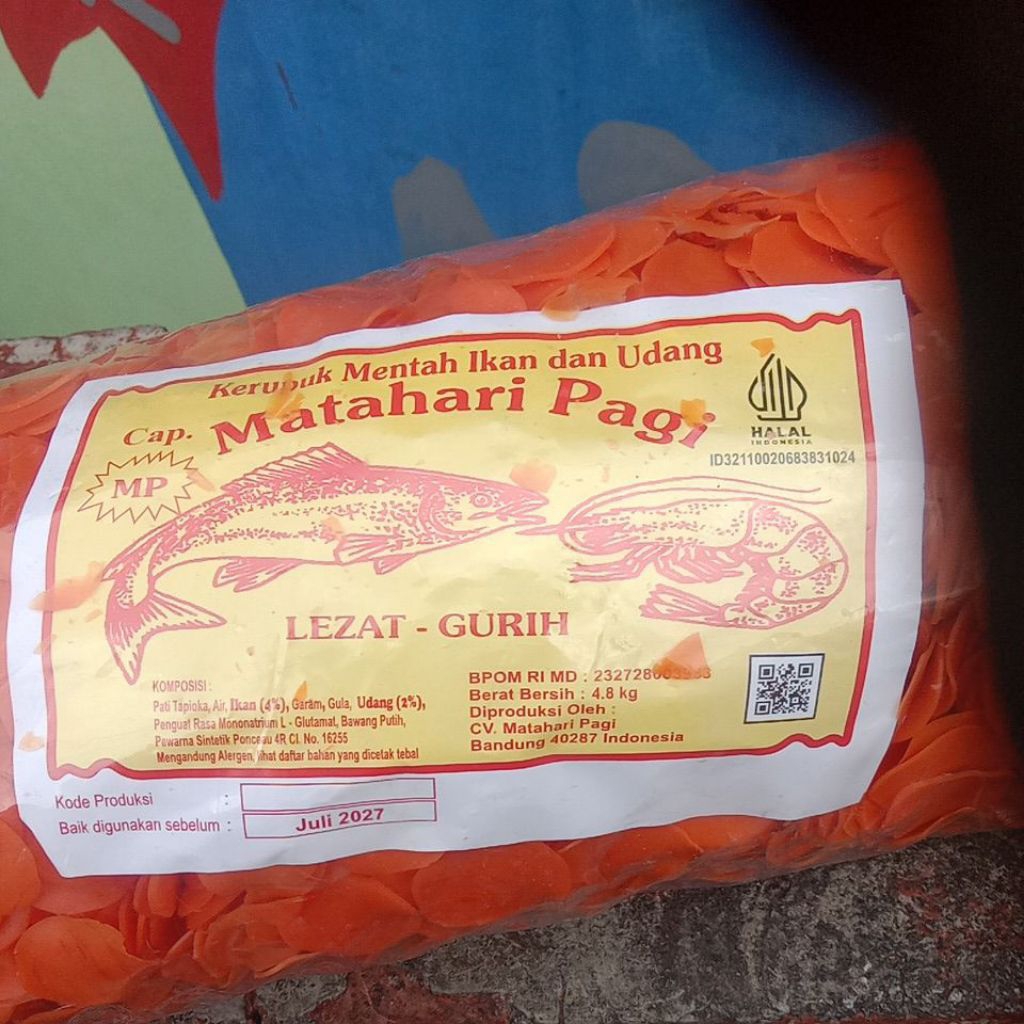 Kerupuk Mentah Ikan dan Udang
Cap. Matahari Pagi
MP
HALAL
INDONESIA
ID32110020683831024
LEZAT - GURIH
KOMPOSISI :
Pati Tapioka, Air, Ikan (4%), Garam, Gula, Udang (2%),
Penguat Rasa Mononatrium L - Glutamat, Bawang Putih,
Pewarna Sintetik Ponceau 4R CI. No. 16255
Mengandung Alergen, lihat daftar bahan yang dicetak tebal
BPOM RI MD :
Berat Bersih : 4.8 kg
Diproduksi Oleh :
CV. Matahari Pagi
Bandung 40287 Indonesia
Kode Produksi :
Baik digunakan sebelum : Juli 2027